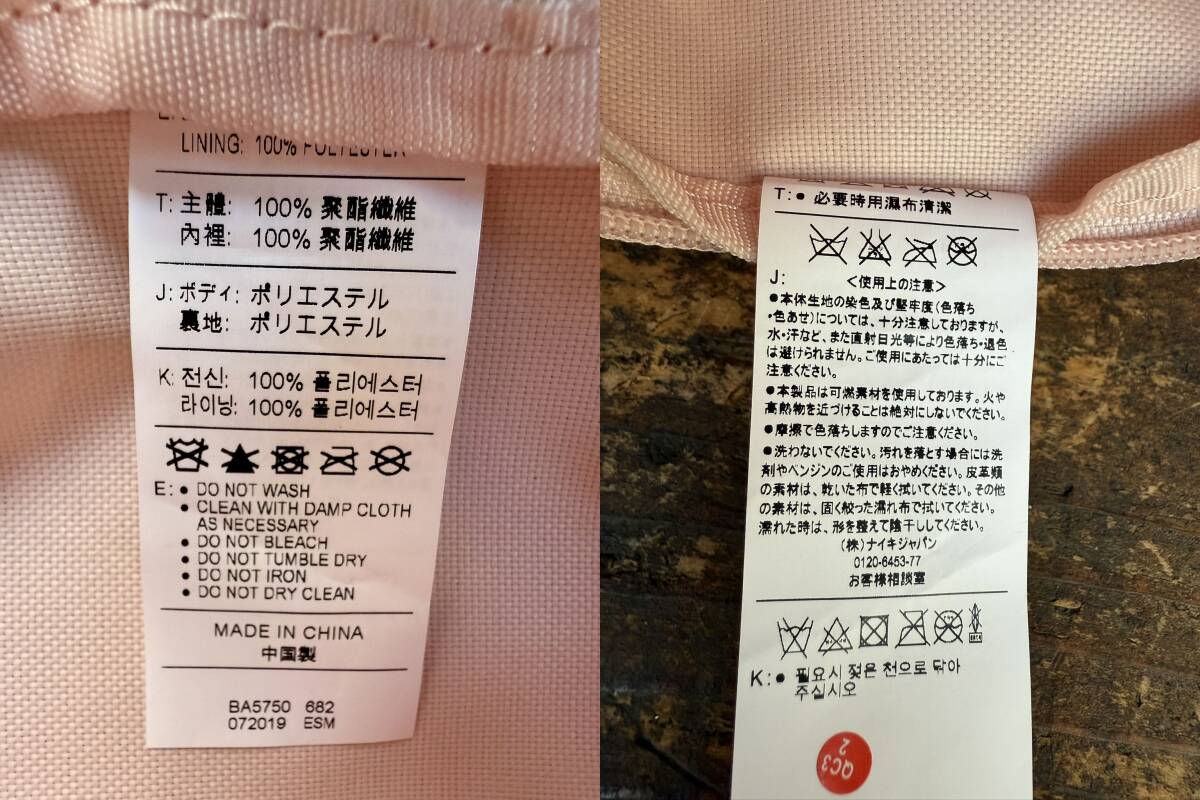 LINING: 100% POLYESTER
T: 主體: 100% 聚酯纖維
內裡: 100% 聚酯纖維
J: ボディ: ポリエステル
裏地: ポリエステル
K: 전신: 100% 폴리에스터
라이닝: 100% 폴리에스터
E: • DO NOT WASH
• CLEAN WITH DAMP CLOTH
AS NECESSARY
• DO NOT BLEACH
• DO NOT TUMBLE DRY
• DO NOT IRON
• DO NOT DRY CLEAN
MADE IN CHINA
中国製
BA5750 682
072019 ESM
T: • 必要時用濕布清潔
J: <使用上の注意>
●本体生地の染色及び堅牢度(色落ち
・色あせ)については、十分注意しておりますが、
水・汗など、また直射日光等により色落ち・退色
は避けられません。ご使用にあたっては十分にご
注意ください。
●本製品は可燃素材を使用しております。火や
高熱物を近づけることは絶対にしないでください。
●摩擦で色落ちしますのでご注意ください。
●洗わないでください。汚れを落とす場合には洗
剤やベンジンのご使用はおやめください。皮革類
の素材は、乾いた布で軽く拭いてください。その他
の素材は、固く絞った濡れ布で拭いてください。
濡れた時は、形を整えて陰干ししてください。
(株)ナイキジャパン
0120-6453-77
お客様相談室
K: • 필요시 젖은 천으로 닦아
주십시오
QC3
2